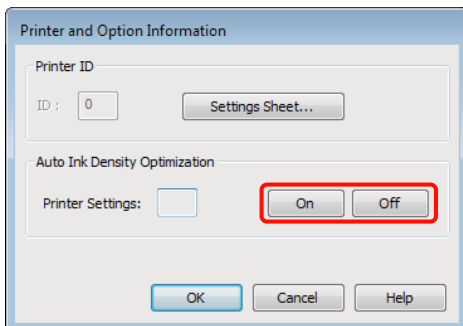 Printer and Option Information
Printer ID
ID : 0 Settings Sheet...
Auto Ink Density Optimization
Printer Settings: On Off
OK Cancel Help